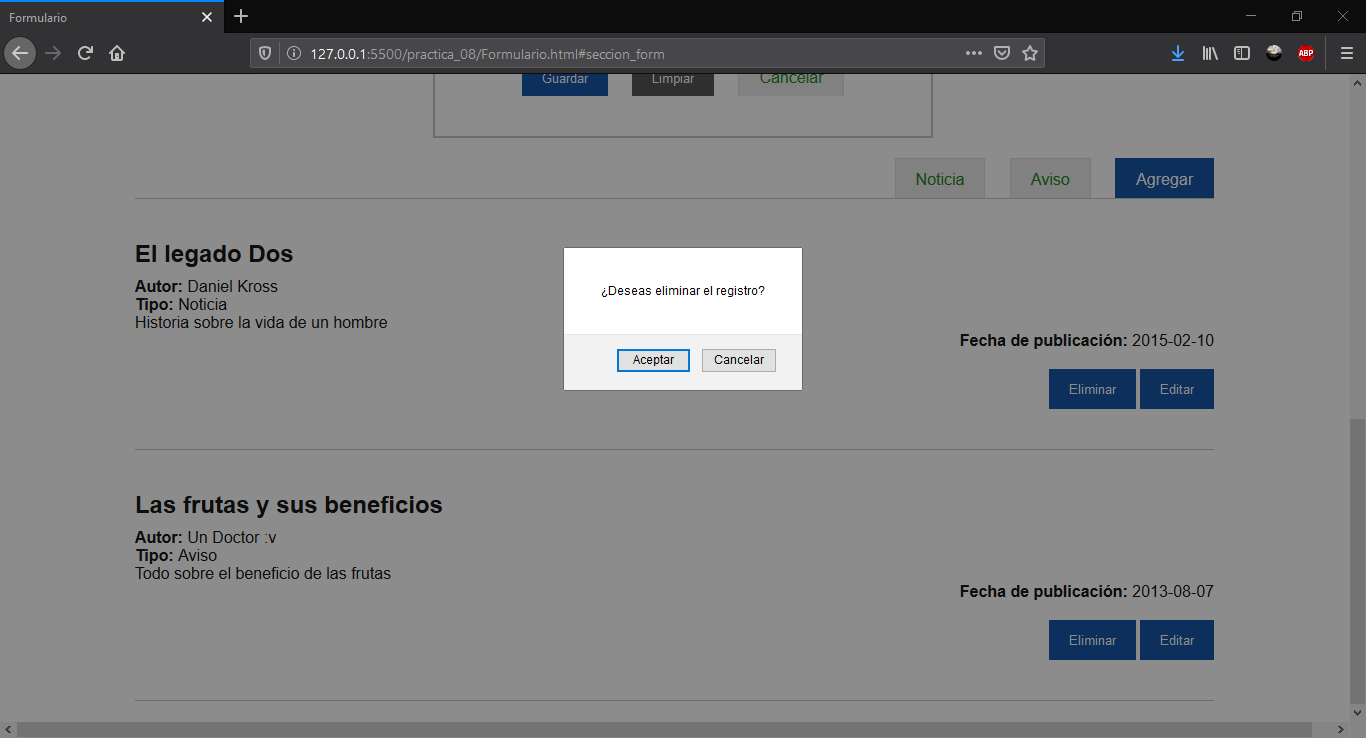 Formulario
127.0.0.1:5500/practica_08/Formulario.html#seccion_form
ABP
Guardar Limpiar Cancelar
Noticia Aviso Agregar
El legado Dos
Autor: Daniel Kross
Tipo: Noticia
Historia sobre la vida de un hombre
Fecha de publicación: 2015-02-10
Eliminar Editar
¿Deseas eliminar el registro?
Aceptar Cancelar
Las frutas y sus beneficios
Autor: Un Doctor :v
Tipo: Aviso
Todo sobre el beneficio de las frutas
Fecha de publicación: 2013-08-07
Eliminar Editar